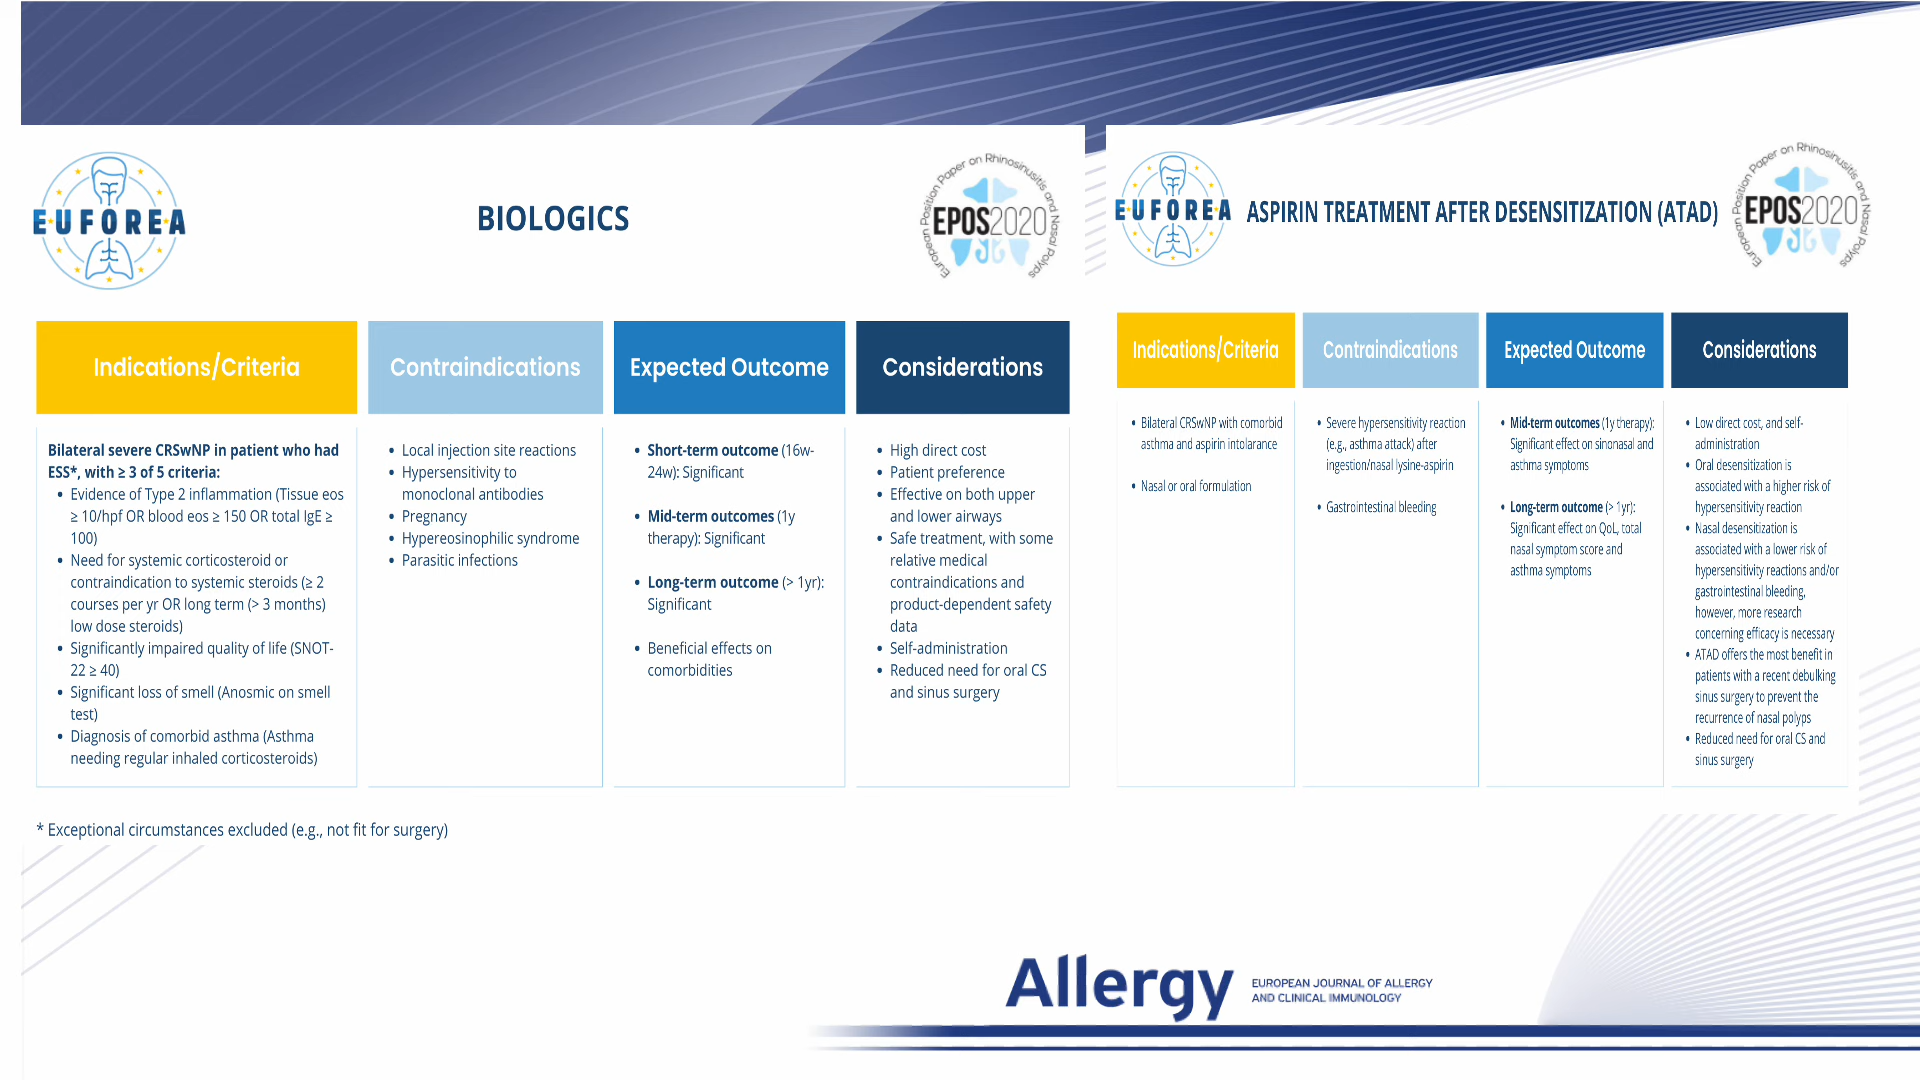 EUFOREA
BIOLOGICS
European Position Paper on Rhinosinusitis and Nasal Polyps
EPOS2020
Indications/Criteria
Bilateral severe CRSwNP in patient who had
ESS*, with ≥ 3 of 5 criteria:
• Evidence of Type 2 inflammation (Tissue eos
≥ 10/hpf OR blood eos ≥ 150 OR total IgE ≥
100)
• Need for systemic corticosteroid or
contraindication to systemic steroids (≥ 2
courses per yr OR long term (> 3 months)
low dose steroids)
• Significantly impaired quality of life (SNOT-
22 ≥ 40)
• Significant loss of smell (Anosmic on smell
test)
• Diagnosis of comorbid asthma (Asthma
needing regular inhaled corticosteroids)
Contraindications
• Local injection site reactions
• Hypersensitivity to
monoclonal antibodies
• Pregnancy
• Hypereosinophilic syndrome
• Parasitic infections
Expected Outcome
• Short-term outcome (16w-
24w): Significant
• Mid-term outcomes (1y
therapy): Significant
• Long-term outcome (> 1yr):
Significant
• Beneficial effects on
comorbidities
Considerations
• High direct cost
• Patient preference
• Effective on both upper
and lower airways
• Safe treatment, with some
relative medical
contraindications and
product-dependent safety
data
• Self-administration
• Reduced need for oral CS
and sinus surgery
* Exceptional circumstances excluded (e.g., not fit for surgery)
EUFOREA
ASPIRIN TREATMENT AFTER DESENSITIZATION (ATAD)
European Position Paper on Rhinosinusitis and Nasal Polyps
EPOS2020
Indications/Criteria
• Bilateral CRSwNP with comorbid
asthma and aspirin intolarance
• Nasal or oral formulation
Contraindications
• Severe hypersensitivity reaction
(e.g., asthma attack) after
ingestion/nasal lysine-aspirin
• Gastrointestinal bleeding
Expected Outcome
• Mid-term outcomes (1y therapy):
Significant effect on sinonasal and
asthma symptoms
• Long-term outcome (> 1yr):
Significant effect on QoL, total
nasal symptom score and
asthma symptoms
Considerations
• Low direct cost, and self-
administration
• Oral desensitization is
associated with a higher risk of
hypersensitivity reaction
• Nasal desensitization is
associated with a lower risk of
hypersensitivity reactions and/or
gastrointestinal bleeding,
however, more research
concerning efficacy is necessary
• ATAD offers the most benefit in
patients with a recent debulking
sinus surgery to prevent the
recurrence of nasal polyps
• Reduced need for oral CS and
sinus surgery
Allergy
EUROPEAN JOURNAL OF ALLERGY
AND CLINICAL IMMUNOLOGY